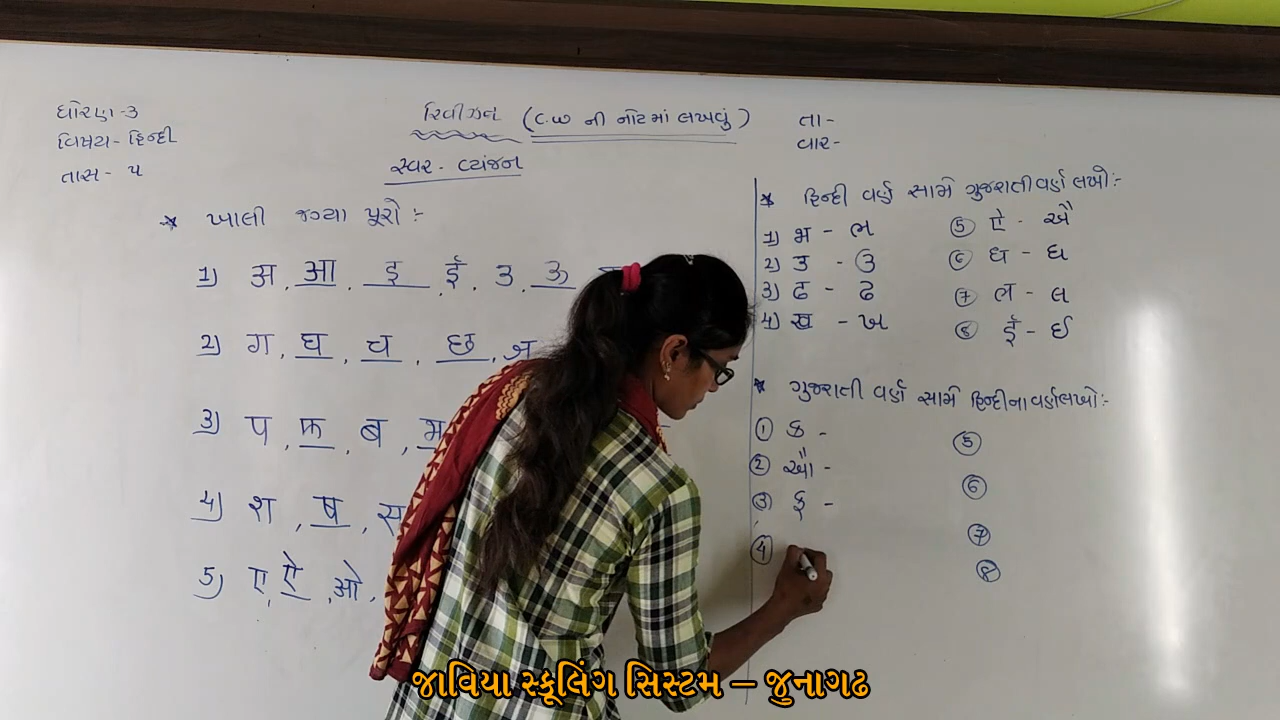 ધોરણ-૩
વિષય- હિન્દી
તાસ - ૫
રિવીઝન (C.W ની નોટમાં લખવું)
સ્વર - વ્યંજન
તા-
વાર-
* ખાલી જગ્યા પૂરો :-
1) अ, आ, इ, ई, उ, ऊ,
2) ग, घ, च, छ, ज
3) प, फ, ब, भ
4) श, ष, स
5) ए, ऐ, ओ,
* હિન્દી વર્ણ સામે ગુજરાતી વર્ણ લખો:-
1) भ - ભ
2) उ - ઉ
3) ढ - ઢ
4) ख - ખ
5 ऐ - ઐ
6 ध - ધ
7 ल - લ
8 ई - ઈ
* ગુજરાતી વર્ણ સામે હિન્દીના વર્ણ લખો:-
1 ક -
2 ઔ -
3 ફ -
4
5
6
7
8
જાવિયા સ્કૂલિંગ સિસ્ટમ – જુનાગઢ